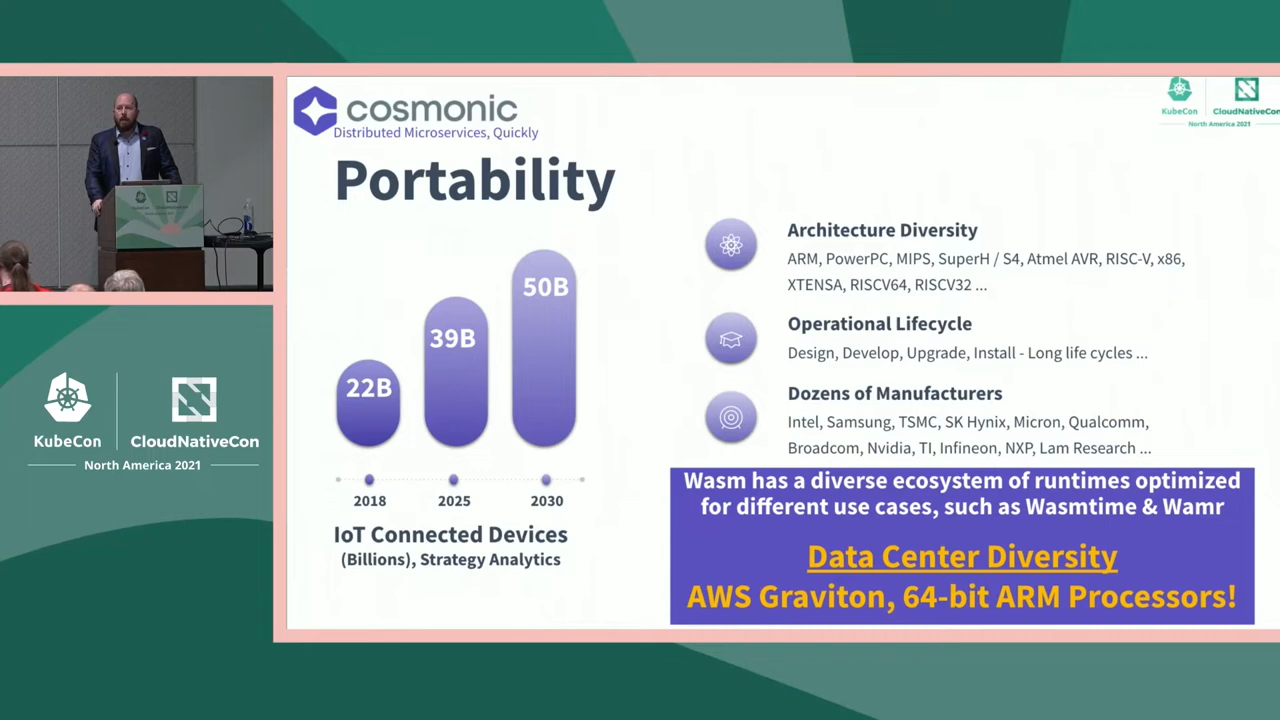 cosmonic
Distributed Microservices, Quickly
Portability
22B
39B
50B
2018
2025
2030
IoT Connected Devices
(Billions), Strategy Analytics
KubeCon
CloudNativeCon
North America 2021
Architecture Diversity
ARM, PowerPC, MIPS, SuperH / S4, Atmel AVR, RISC-V, x86,
XTENSA, RISCV64, RISCV32 ...
Operational Lifecycle
Design, Develop, Upgrade, Install - Long life cycles ...
Dozens of Manufacturers
Intel, Samsung, TSMC, SK Hynix, Micron, Qualcomm,
Broadcom, Nvidia, TI, Infineon, NXP, Lam Research ...
Wasm has a diverse ecosystem of runtimes optimized
for different use cases, such as Wasmtime & Wamr
Data Center Diversity
AWS Graviton, 64-bit ARM Processors!
KubeCon
CloudNativeCon
North America 2021